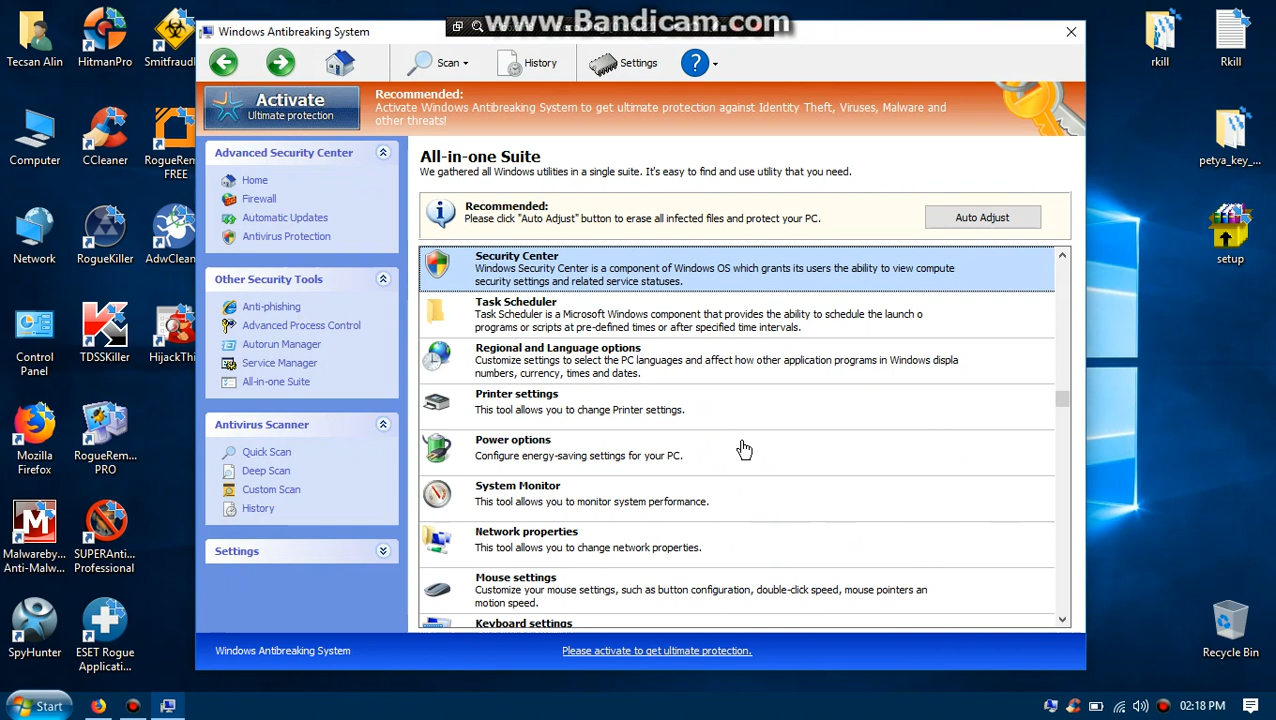 www.Bandicam.com
Windows Antibreaking System
Scan
History
Settings
Activate
Ultimate protection
Recommended:
Activate Windows Antibreaking System to get ultimate protection against Identity Theft, Viruses, Malware and
other threats!
Advanced Security Center
Home
Firewall
Automatic Updates
Antivirus Protection
Other Security Tools
Anti-phishing
Advanced Process Control
Autorun Manager
Service Manager
All-in-one Suite
Antivirus Scanner
Quick Scan
Deep Scan
Custom Scan
History
Settings
All-in-one Suite
We gathered all Windows utilities in a single suite. It's easy to find and use utility that you need.
Recommended:
Please click "Auto Adjust" button to erase all infected files and protect your PC.
Auto Adjust
Security Center
Windows Security Center is a component of Windows OS which grants its users the ability to view compute
security settings and related service statuses.
Task Scheduler
Task Scheduler is a Microsoft Windows component that provides the ability to schedule the launch o
programs or scripts at pre-defined times or after specified time intervals.
Regional and Language options
Customize settings to select the PC languages and affect how other application programs in Windows displa
numbers, currency, times and dates.
Printer settings
This tool allows you to change Printer settings.
Power options
Configure energy-saving settings for your PC.
System Monitor
This tool allows you to monitor system performance.
Network properties
This tool allows you to change network properties.
Mouse settings
Customize your mouse settings, such as button configuration, double-click speed, mouse pointers an
motion speed.
Keyboard settings
Windows Antibreaking System
Please activate to get ultimate protection.
Tecsan Alin
HitmanPro
Smitfraud
Computer
CCleaner
RogueRem
FREE
Network
RogueKiller
AdwClean
Control
Panel
TDSSKiller
HijackThi
Mozilla
Firefox
RogueRem...
PRO
Malwareby...
Anti-Malw...
SUPERAnti...
Professional
SpyHunter
ESET Rogue
Applicati...
rkill
Rkill
petya_key_...
setup
Recycle Bin
Start
02:18 PM